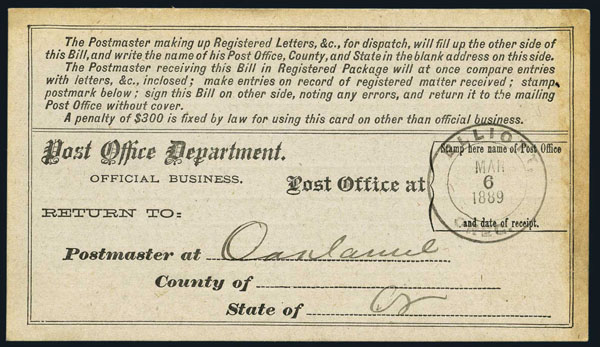 The Postmaster making up Registered Letters, &c., for dispatch, will fill up the other side of
this Bill, and write the name of his Post Office, County, and State in the blank address on this side.
The Postmaster receiving this Bill in Registered Package will at once compare entries
with letters, &c., inclosed; make entries on record of registered matter received; stamp
postmark below; sign this Bill on other side, noting any errors, and return it to the mailing
Post Office without cover.
A penalty of $300 is fixed by law for using this card on other than official business.
Post Office Department.
OFFICIAL BUSINESS.
Post Office at
Stamp here name of Post Office
MAR
6
1889
and date of receipt.
RETURN TO:
Postmaster at
County of
State of Or